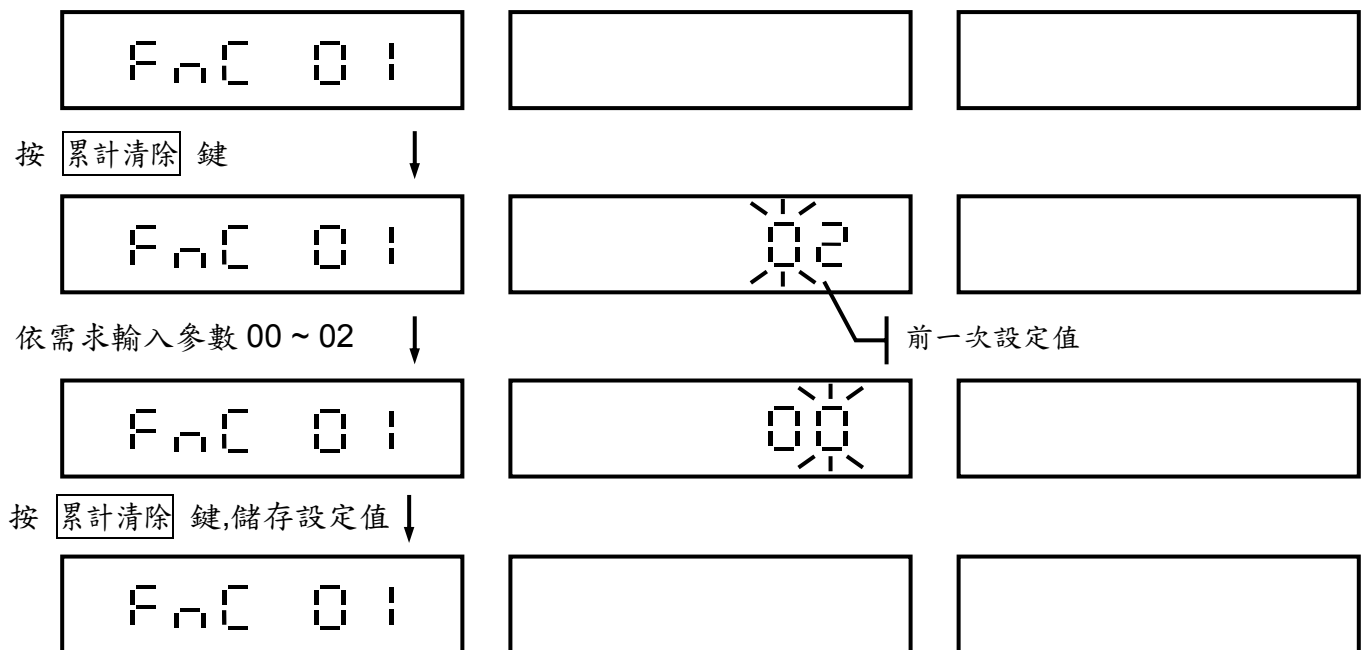 FnC 01
按 累計清除 鍵
FnC 01 02
依需求輸入參數 00 ~ 02
前一次設定值
FnC 01 00
按 累計清除 鍵,儲存設定值
FnC 01